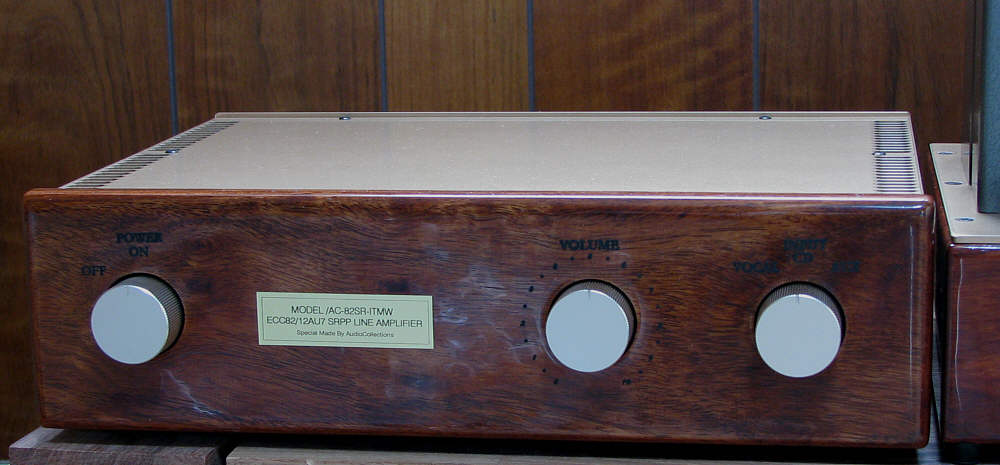 POWER
ON
OFF
MODEL /AC-82SR-ITMW
ECC82/12AU7 SRPP LINE AMPLIFIER
Special Made By AudioCollections
VOLUME
INPUT
CD